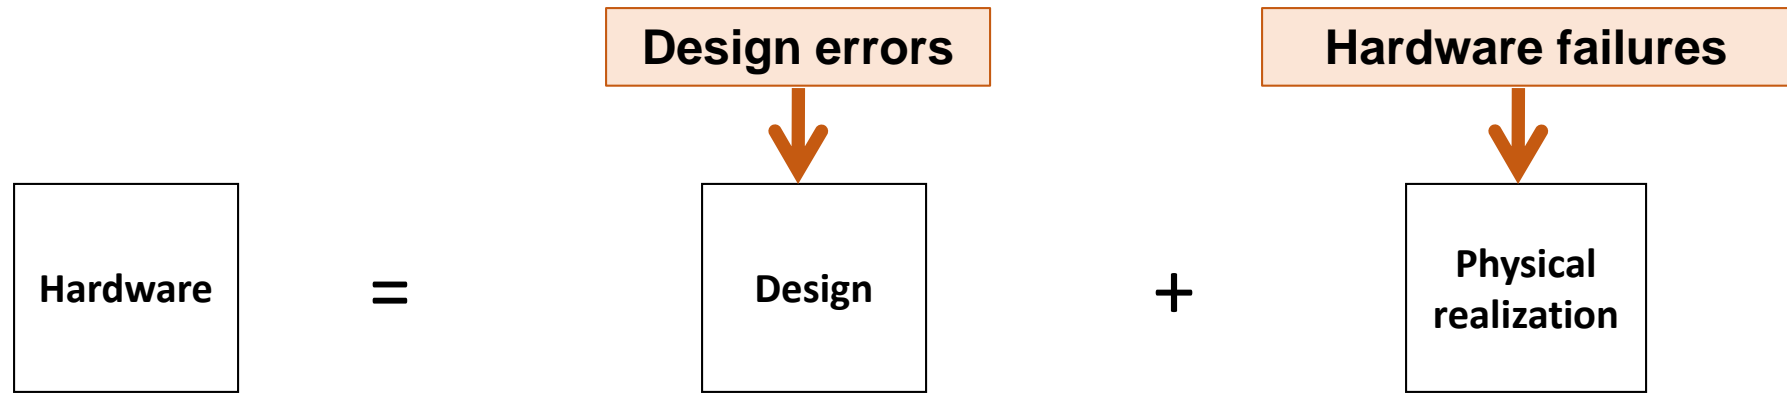 Design errors
Hardware failures
Hardware
=
Design
+
Physical
realization